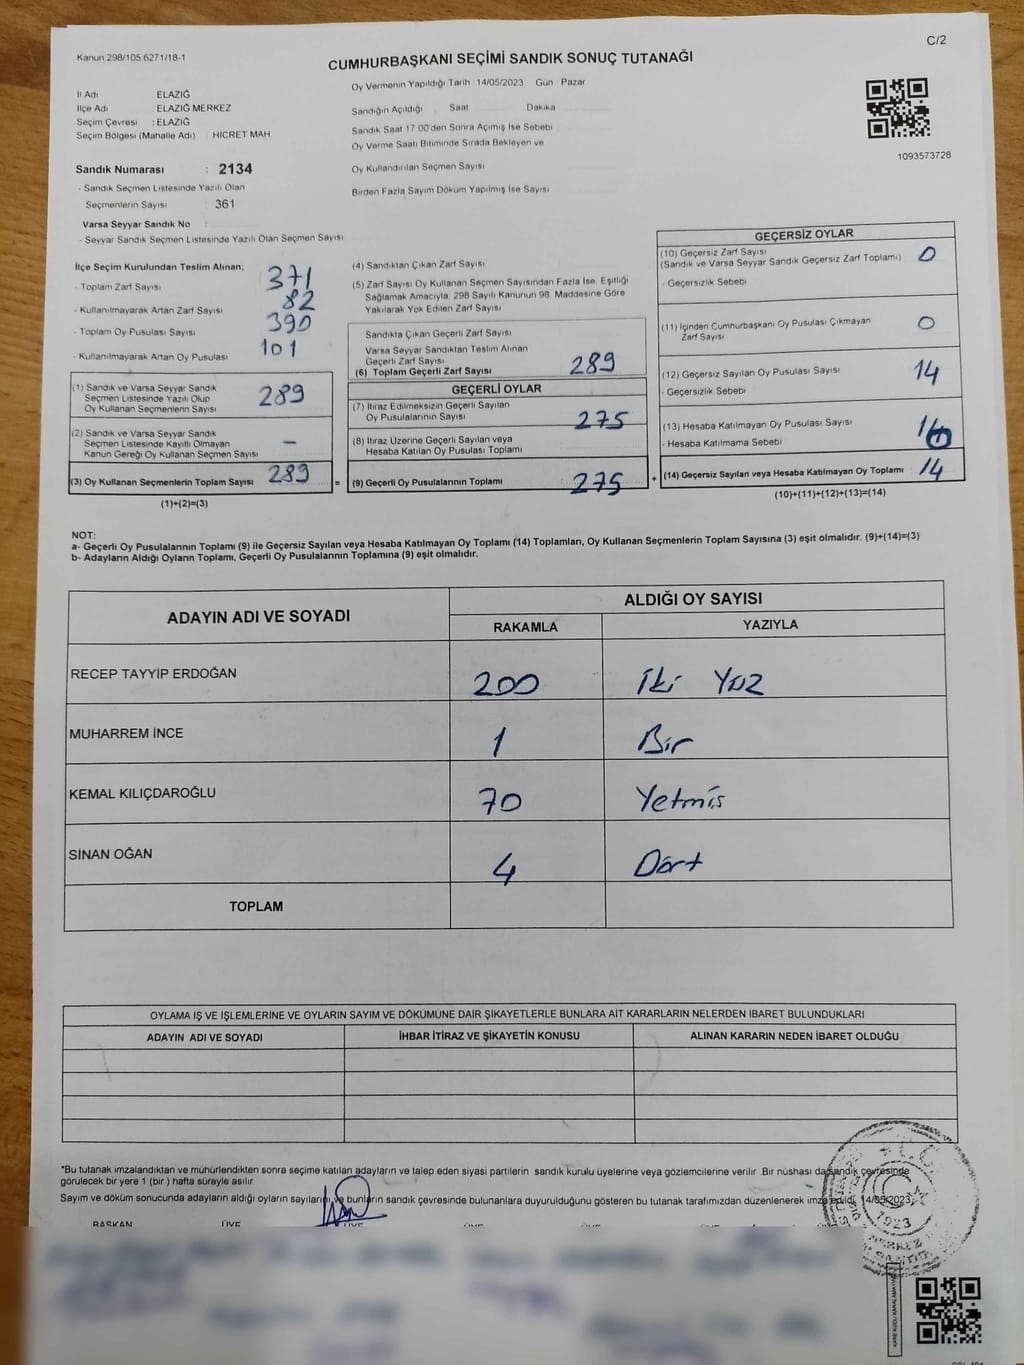 C/2
Kanun 298/105 6271/18-1
CUMHURBAŞKANI SEÇİMİ SANDIK SONUÇ TUTANAĞI
İl Adı ELAZIĞ
İlçe Adı ELAZIĞ MERKEZ
Seçim Çevresi : ELAZIĞ
Seçim Bölgesi (Mahalle Adı) HICRET MAH
Sandık Numarası : 2134
- Sandık Seçmen Listesinde Yazılı Olan
Seçmenlerin Sayısı : 361
Varsa Seyyar Sandık No :
- Seyyar Sandık Seçmen Listesinde Yazılı Olan Seçmen Sayısı
Oy Vermenin Yapıldığı Tarih 14/05/2023 Gün Pazar
Sandığın Açıldığı Saat Dakika
Sandık Saat 17.00'den Sonra Açımış İse Sebebi
Oy Verme Saati Bitiminde Sırada Bekleyen ve
Oy Kullandırılan Seçmen Sayısı
Birden Fazla Sayım Döküm Yapılmış İse Sayısı
1093573728
İlçe Seçim Kurulundan Teslim Alınan;
- Toplam Zarf Sayısı 371
- Kullanılmayarak Artan Zarf Sayısı 82
- Toplam Oy Pusulası Sayısı 390
- Kullanılmayarak Artan Oy Pusulası 101
(1) Sandık ve Varsa Seyyar Sandık
Seçmen Listesinde Yazılı Olup
Oy Kullanan Seçmenlerin Sayısı 289
(2) Sandık ve Varsa Seyyar Sandık
Seçmen Listesinde Kayıtlı Olmayan
Kanun Gereği Oy Kullanan Seçmen Sayısı –
(3) Oy Kullanan Seçmenlerin Toplam Sayısı 289
(1)+(2)=(3)
=
(4) Sandıktan Çıkan Zarf Sayısı
(5) Zarf Sayısı Oy Kullanan Seçmen Sayısından Fazla İse, Eşitliği
Sağlamak Amacıyla, 298 Sayılı Kanunun 98. Maddesine Göre
Yakılarak Yok Edilen Zarf Sayısı
Sandıkta Çıkan Geçerli Zarf Sayısı
Varsa Seyyar Sandıktan Teslim Alınan
Geçerli Zarf Sayısı
(6) Toplam Geçerli Zarf Sayısı 289
GEÇERLİ OYLAR
(7) İtiraz Edilmeksizin Geçerli Sayılan
Oy Pusulalarının Sayısı 275
(8) İtiraz Üzerine Geçerli Sayılan veya
Hesaba Katılan Oy Pusulası Toplamı
(9) Geçerli Oy Pusulalarının Toplamı 275
+
GEÇERSİZ OYLAR
(10) Geçersiz Zarf Sayısı
(Sandık ve Varsa Seyyar Sandık Geçersiz Zarf Toplamı) 0
- Geçersizlik Sebebi
(11) İçinden Cumhurbaşkanı Oy Pusulası Çıkmayan
Zarf Sayısı 0
(12) Geçersiz Sayılan Oy Pusulası Sayısı 14
- Geçersizlik Sebebi
(13) Hesaba Katılmayan Oy Pusulası Sayısı
- Hesaba Katılmama Sebebi
(14) Geçersiz Sayılan veya Hesaba Katılmayan Oy Toplamı 14
(10)+(11)+(12)+(13)=(14)
NOT:
a- Geçerli Oy Pusulalarının Toplamı (9) ile Geçersiz Sayılan veya Hesaba Katılmayan Oy Toplamı (14) Toplamları, Oy Kullanan Seçmenlerin Toplam Sayısına (3) eşit olmalıdır. (9)+(14)=(3)
b- Adayların Aldığı Oyların Toplamı, Geçerli Oy Pusulalarının Toplamına (9) eşit olmalıdır.
ADAYIN ADI VE SOYADI ALDIĞI OY SAYISI
RAKAMLA YAZIYLA
RECEP TAYYİP ERDOĞAN 200 İki Yüz
MUHARREM İNCE 1 Bir
KEMAL KILIÇDAROĞLU 70 Yetmiş
SİNAN OĞAN 4 Dört
TOPLAM
OYLAMA İŞ VE İŞLEMLERİNE VE OYLARIN SAYIM VE DÖKÜMÜNE DAİR ŞİKAYETLERLE BUNLARA AİT KARARLARIN NELERDEN İBARET BULUNDUKLARI
ADAYIN ADI VE SOYADI İHBAR İTİRAZ VE ŞİKAYETİN KONUSU ALINAN KARARIN NEDEN İBARET OLDUĞU
*Bu tutanak imzalandıktan ve mühürlendikten sonra seçime katılan adayların ve talep eden siyasi partilerin sandık kurulu üyelerine veya gözlemcilerine verilir. Bir nüshası da sandık çevresinde
görülecek bir yere 1 (bir ) hafta süreyle asılır.
Sayım ve döküm sonucunda adayların aldığı oyların sayılarını ve bunların sandık çevresinde bulunanlara duyurulduğunu gösteren bu tutanak tarafımızdan düzenlenerek imza edildi. 14/05/2023
BAŞKAN ÜYE ÜYE ÜYE ÜYE ÜYE ÜYE
T.C.
1923